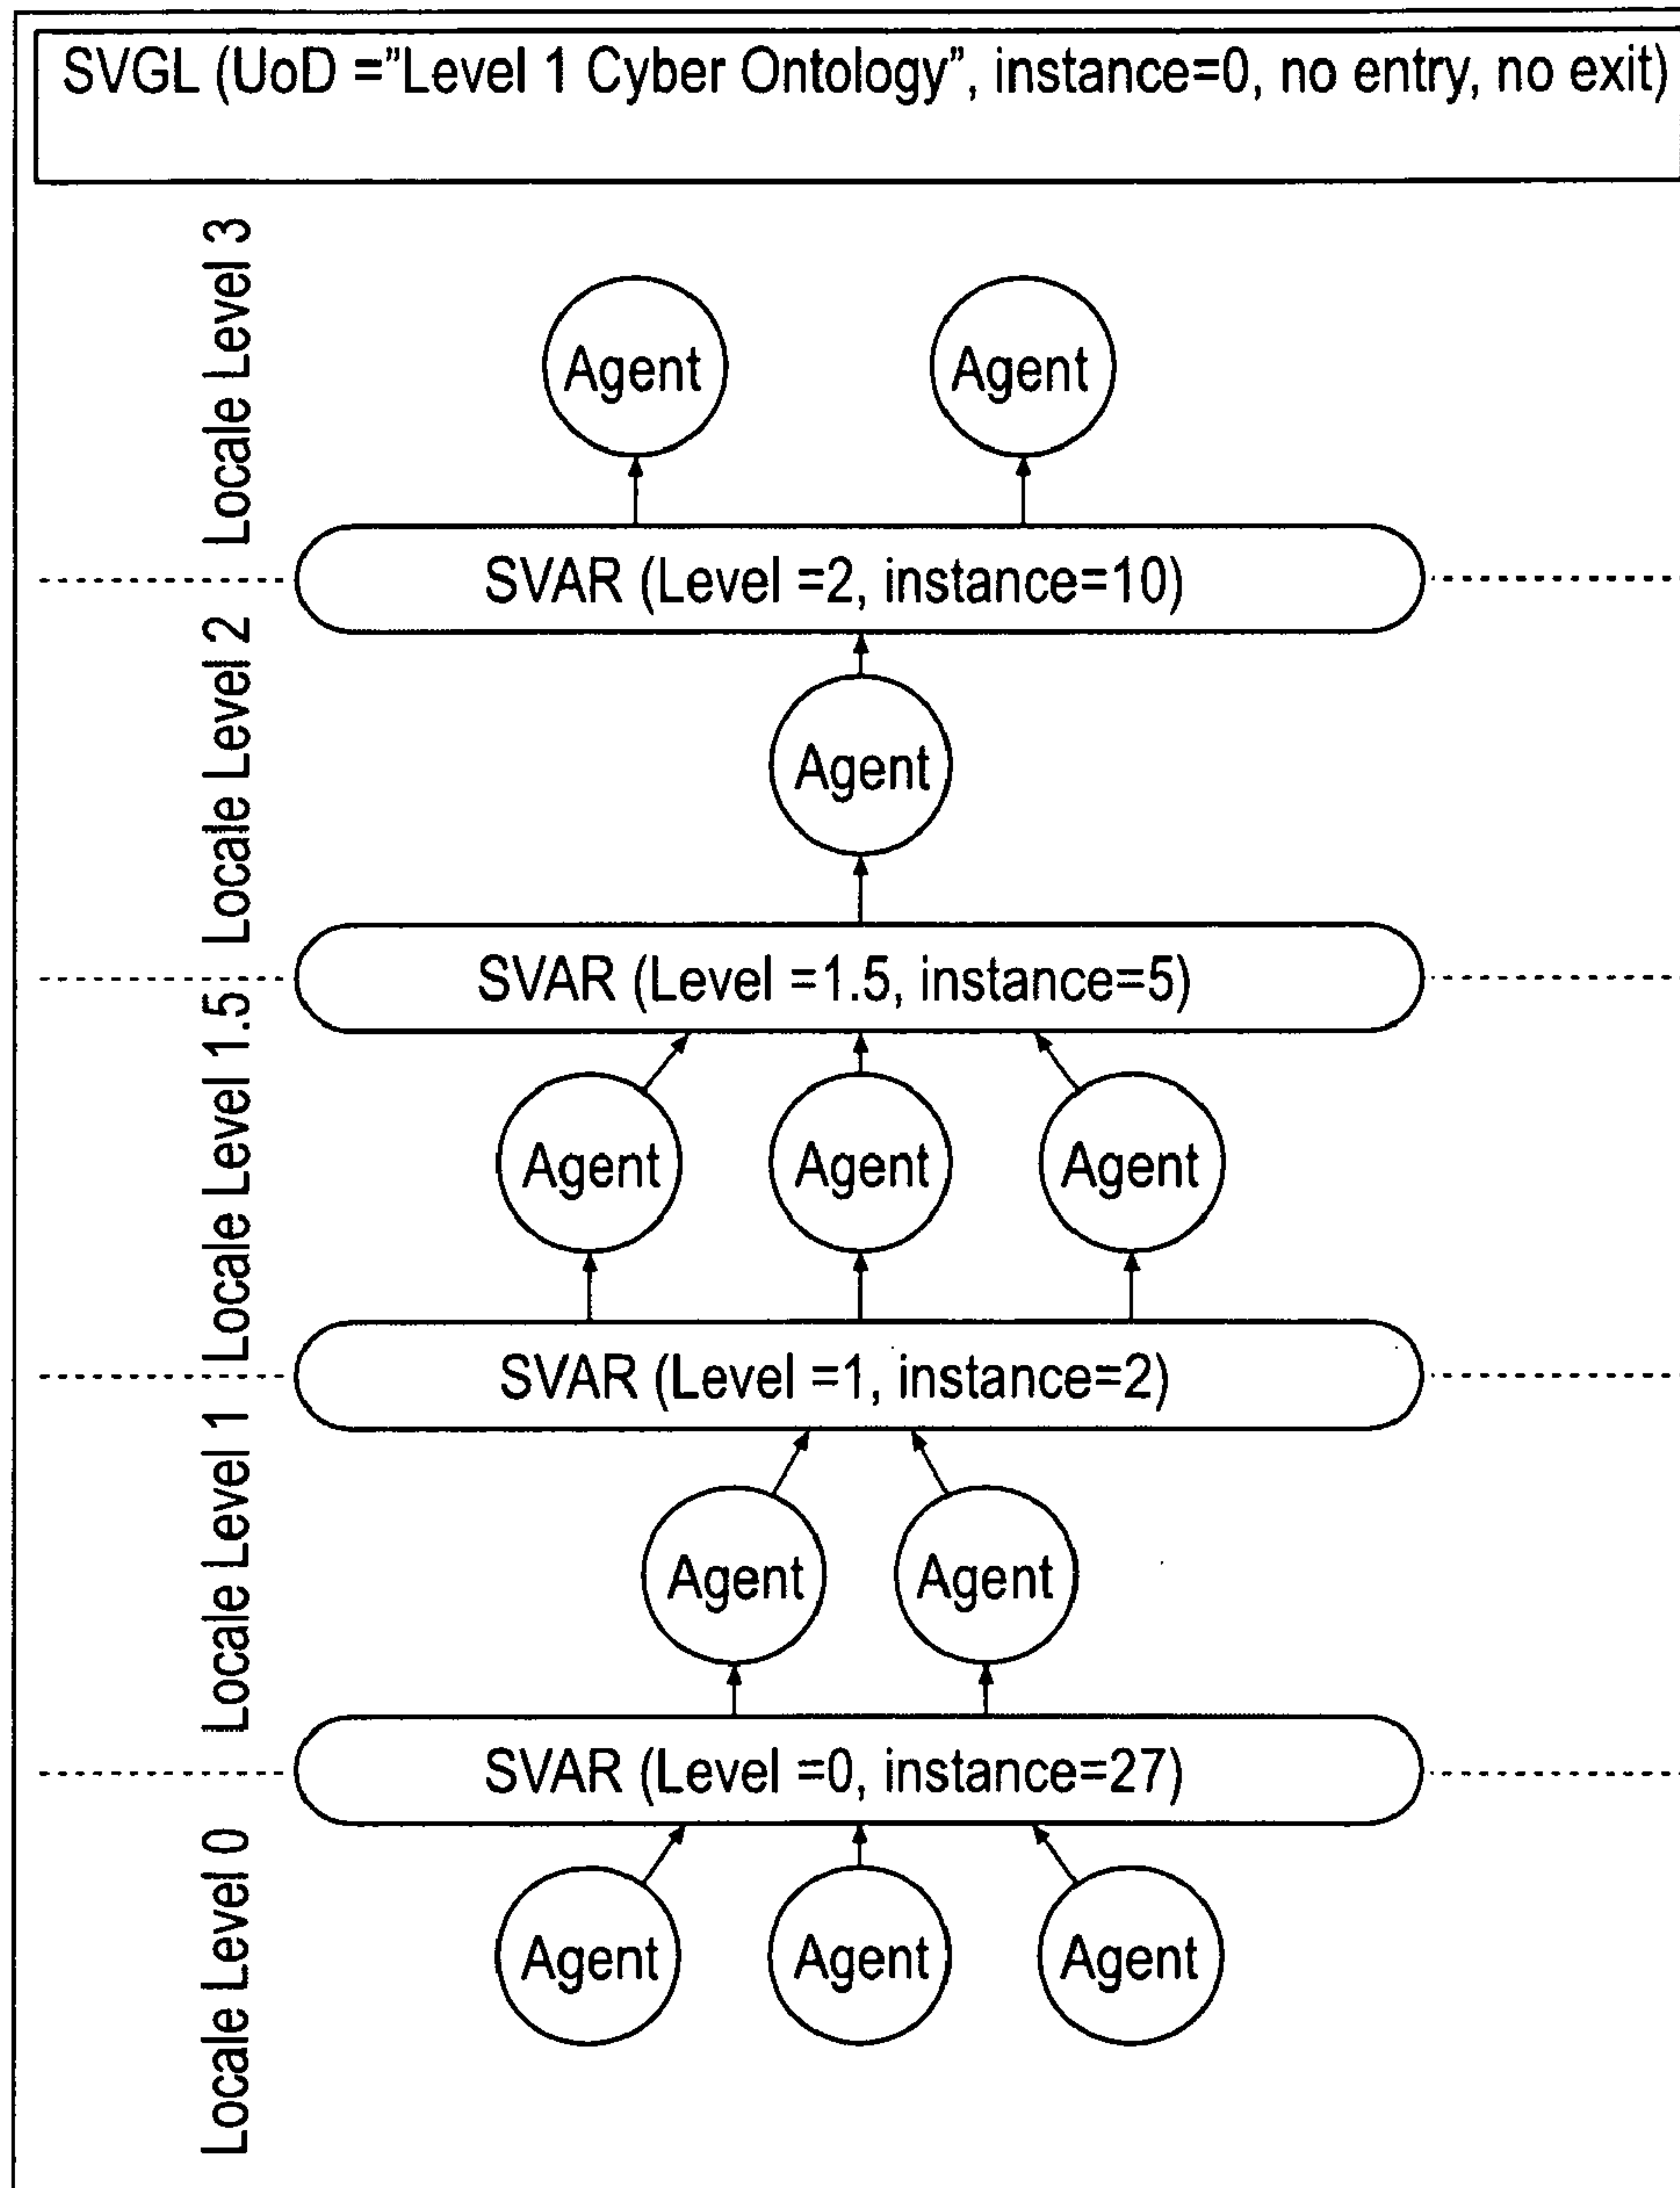 SVGL (UoD =”Level 1 Cyber Ontology”, instance=0, no entry, no exit)
Locale Level 3
Agent
Agent
SVAR (Level =2, instance=10)
Locale Level 2
Agent
SVAR (Level =1.5, instance=5)
Locale Level 1.5
Agent
Agent
Agent
SVAR (Level =1, instance=2)
Locale Level 1
Agent
Agent
SVAR (Level =0, instance=27)
Locale Level 0
Agent
Agent
Agent